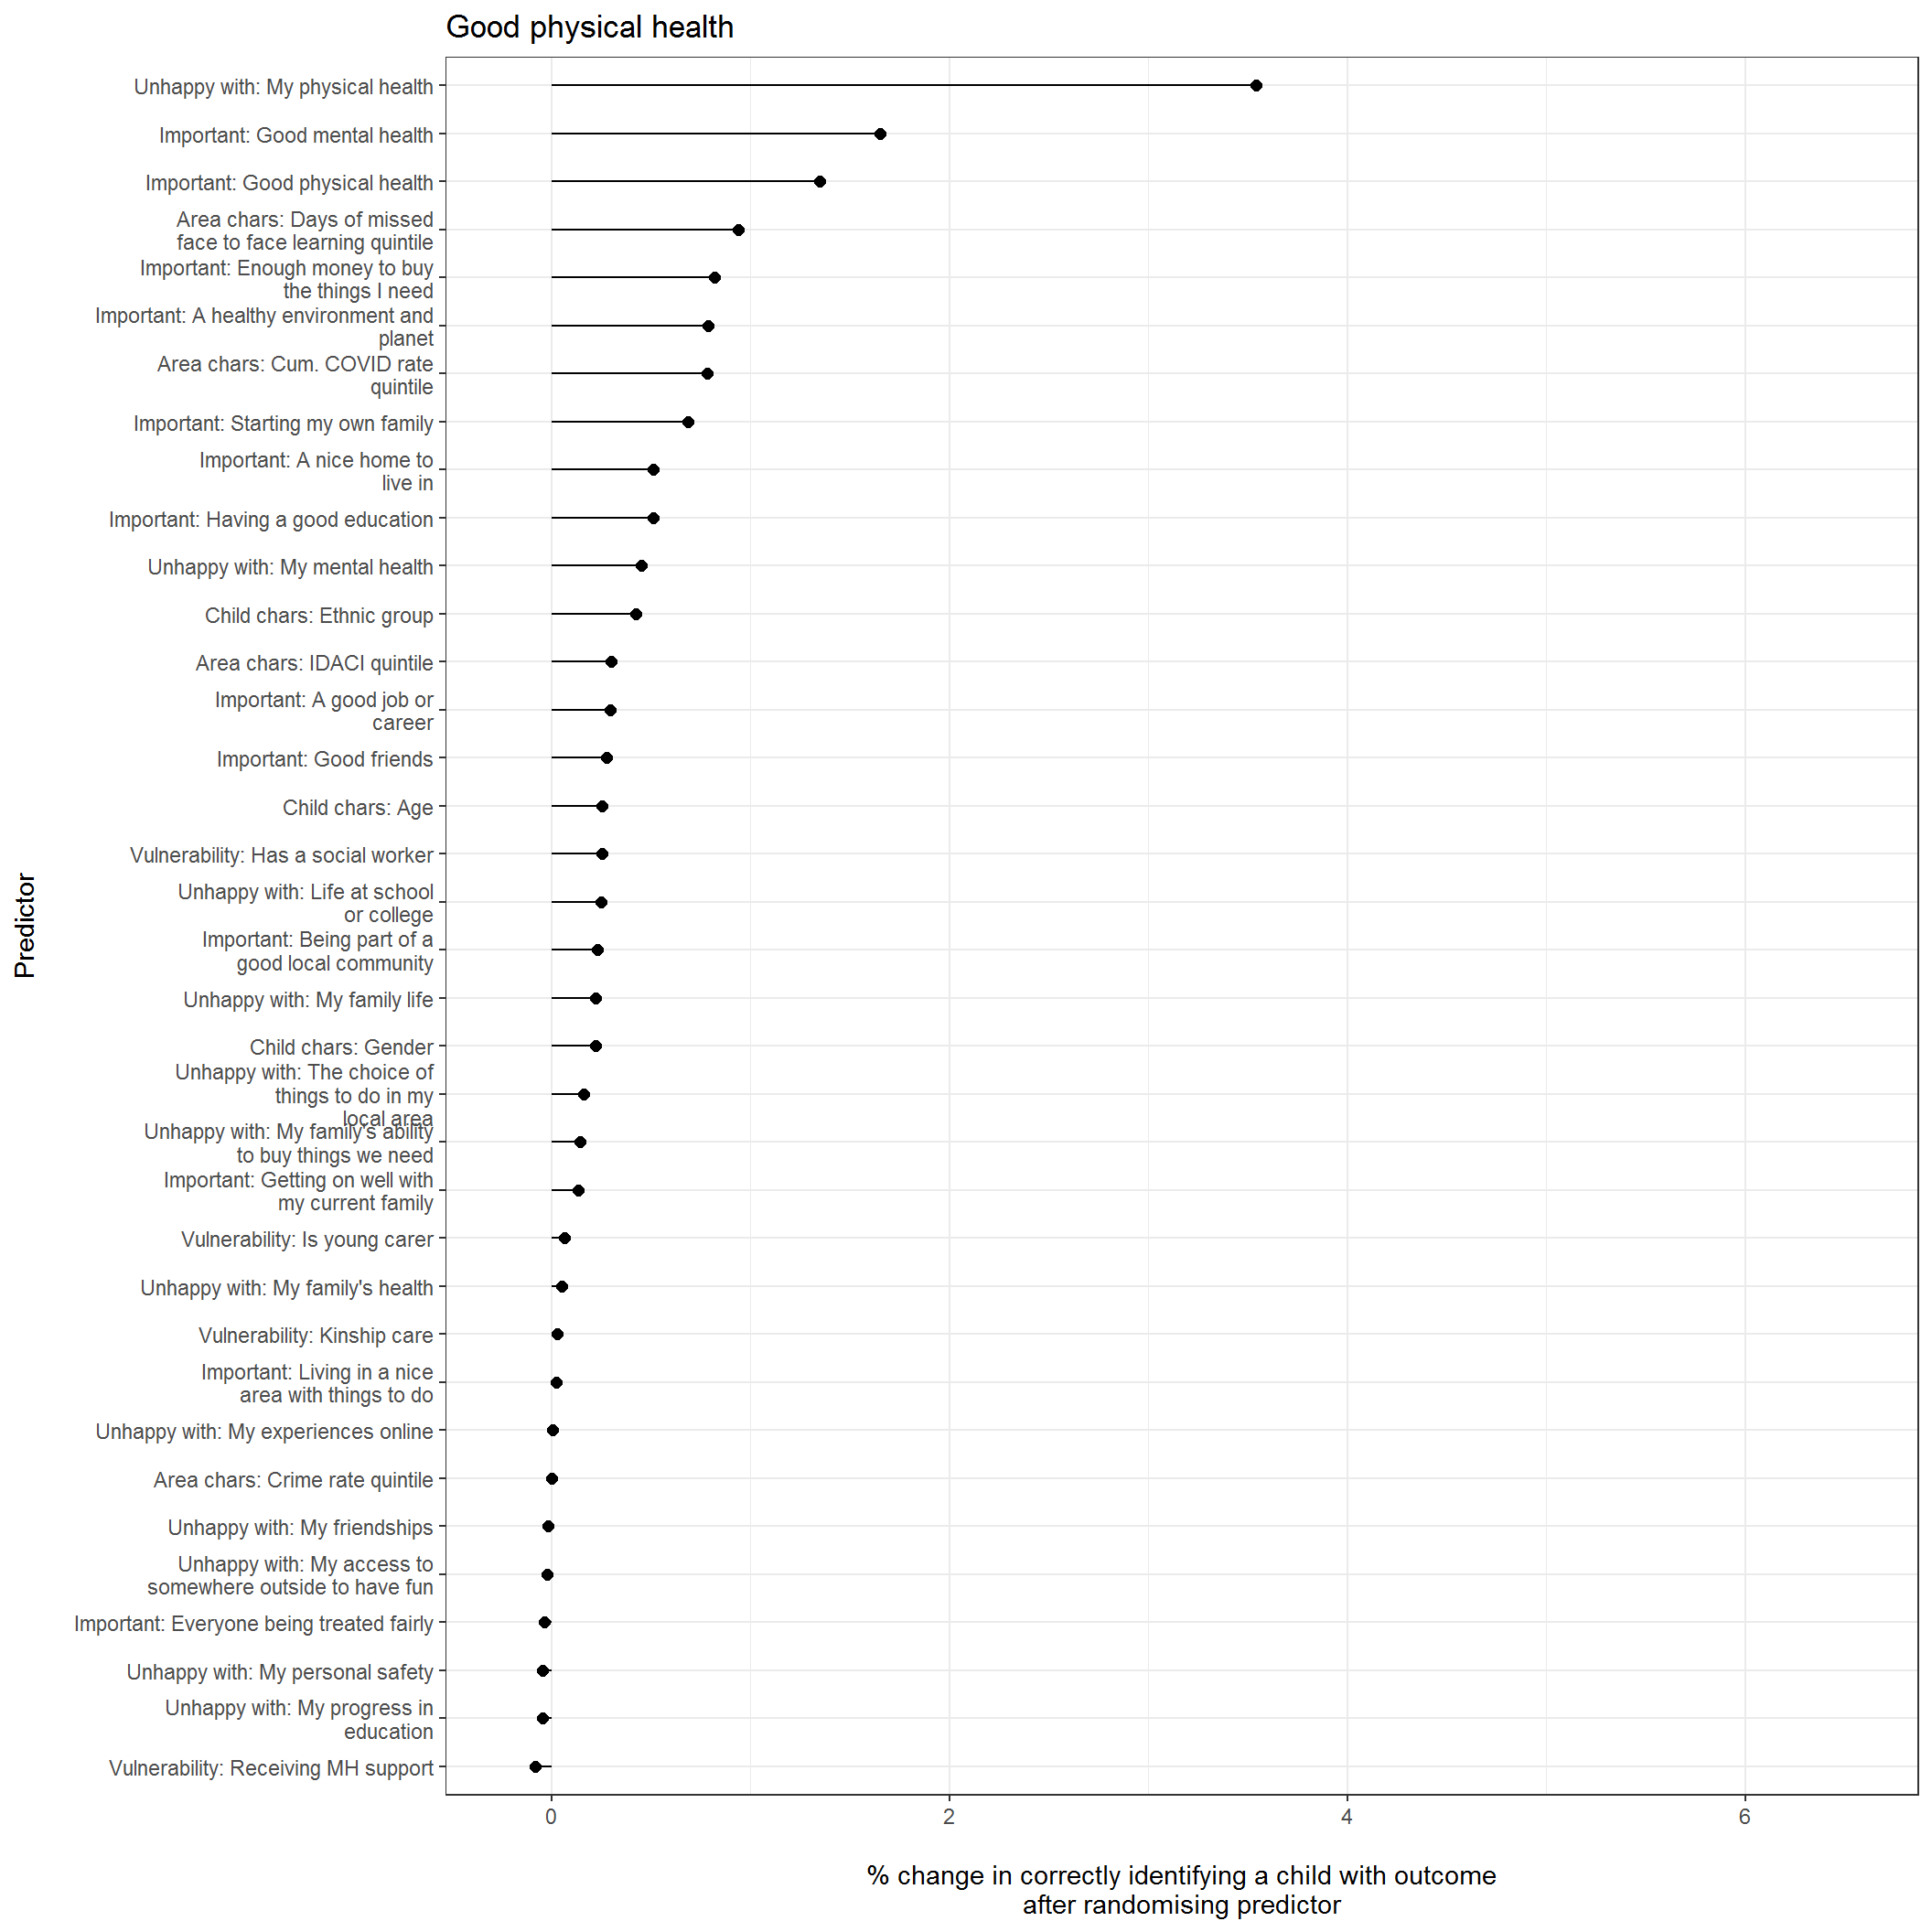 Good physical health
Unhappy with: My physical health
Important: Good mental health
Important: Good physical health
Area chars: Days of missed
face to face learning quintile
Important: Enough money to buy
the things I need
Important: A healthy environment and
planet
Area chars: Cum. COVID rate
quintile
Important: Starting my own family
Important: A nice home to
live in
Important: Having a good education
Unhappy with: My mental health
Child chars: Ethnic group
Area chars: IDACI quintile
Important: A good job or
career
Important: Good friends
Child chars: Age
Vulnerability: Has a social worker
Unhappy with: Life at school
or college
Important: Being part of a
good local community
Unhappy with: My family life
Child chars: Gender
Unhappy with: The choice of
things to do in my
local area
Unhappy with: My family's ability
to buy things we need
Important: Getting on well with
my current family
Vulnerability: Is young carer
Unhappy with: My family's health
Vulnerability: Kinship care
Important: Living in a nice
area with things to do
Unhappy with: My experiences online
Area chars: Crime rate quintile
Unhappy with: My friendships
Unhappy with: My access to
somewhere outside to have fun
Important: Everyone being treated fairly
Unhappy with: My personal safety
Unhappy with: My progress in
education
Vulnerability: Receiving MH support
Predictor
0 2 4 6
% change in correctly identifying a child with outcome
after randomising predictor